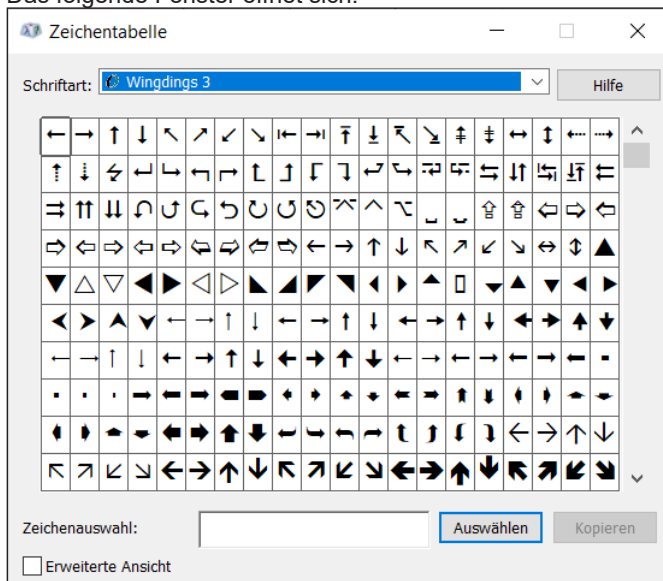 Das folgende Fenster öffnet sich:
Zeichentabelle
Schriftart: Wingdings 3 Hilfe
Zeichenauswahl: Auswählen Kopieren
Erweiterte Ansicht